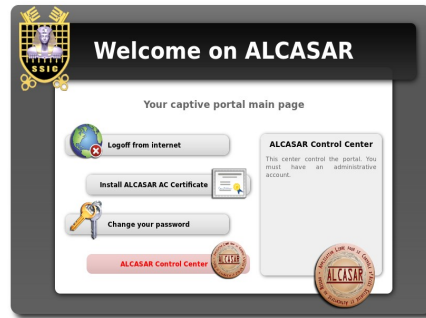 SSIC
Welcome on ALCASAR
Your captive portal main page
Logoff from internet
Install ALCASAR AC Certificate
Change your password
ALCASAR Control Center
ALCASAR
ALCASAR Control Center
This center control the portal. You
must have an administrative
account.
ALCASAR